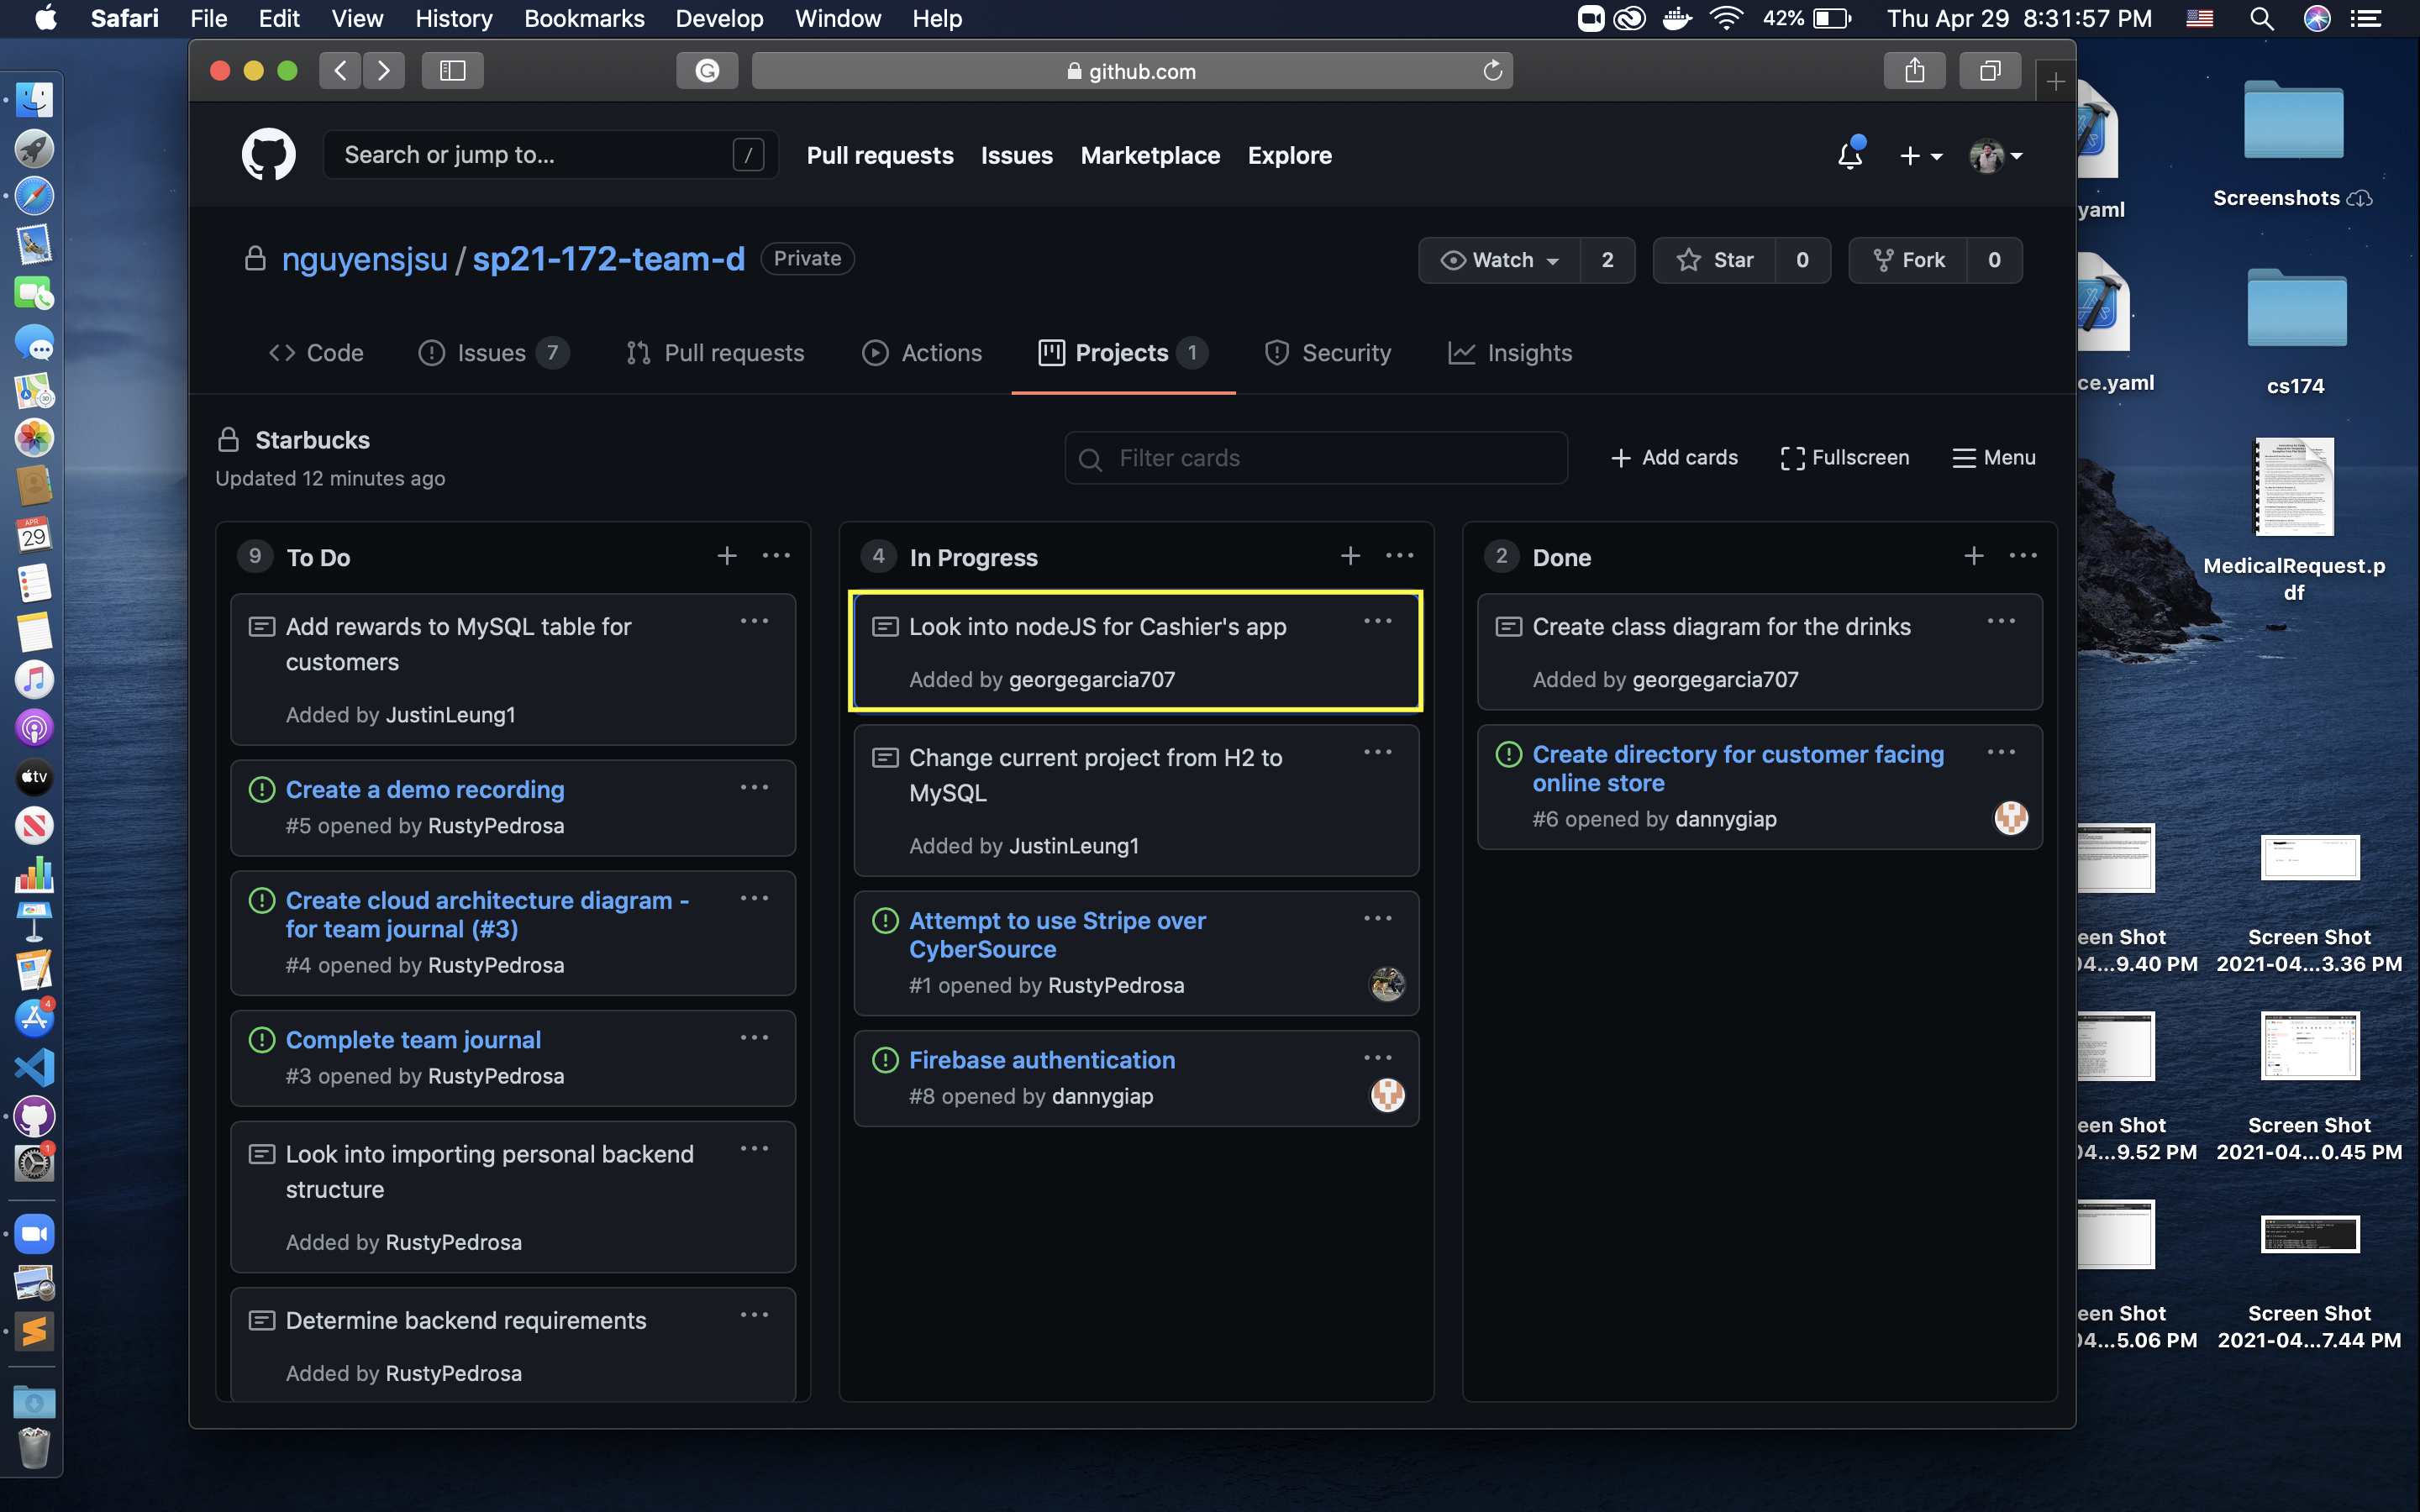 Safari File Edit View History Bookmarks Develop Window Help 42% Thu Apr 29 8:31:57 PM
github.com
Search or jump to... / Pull requests Issues Marketplace Explore
nguyensjsu / sp21-172-team-d Private Watch 2 Star 0 Fork 0
Code Issues 7 Pull requests Actions Projects 1 Security Insights
Starbucks
Updated 12 minutes ago
Filter cards Add cards Fullscreen Menu
9 To Do
Add rewards to MySQL table for
customers
Added by JustinLeung1
Create a demo recording
#5 opened by RustyPedrosa
Create cloud architecture diagram -
for team journal (#3)
#4 opened by RustyPedrosa
Complete team journal
#3 opened by RustyPedrosa
Look into importing personal backend
structure
Added by RustyPedrosa
Determine backend requirements
Added by RustyPedrosa
4 In Progress
Look into nodeJS for Cashier's app
Added by georgegarcia707
Change current project from H2 to
MySQL
Added by JustinLeung1
Attempt to use Stripe over
CyberSource
#1 opened by RustyPedrosa
Firebase authentication
#8 opened by dannygiap
2 Done
Create class diagram for the drinks
Added by georgegarcia707
Create directory for customer facing
online store
#6 opened by dannygiap
yaml
Screenshots
ce.yaml
cs174
MedicalRequest.p
df
een Shot
04...9.40 PM
Screen Shot
2021-04...3.36 PM
een Shot
04...9.52 PM
Screen Shot
2021-04...0.45 PM
een Shot
04...5.06 PM
Screen Shot
2021-04...7.44 PM
APR
29
tv
4
1